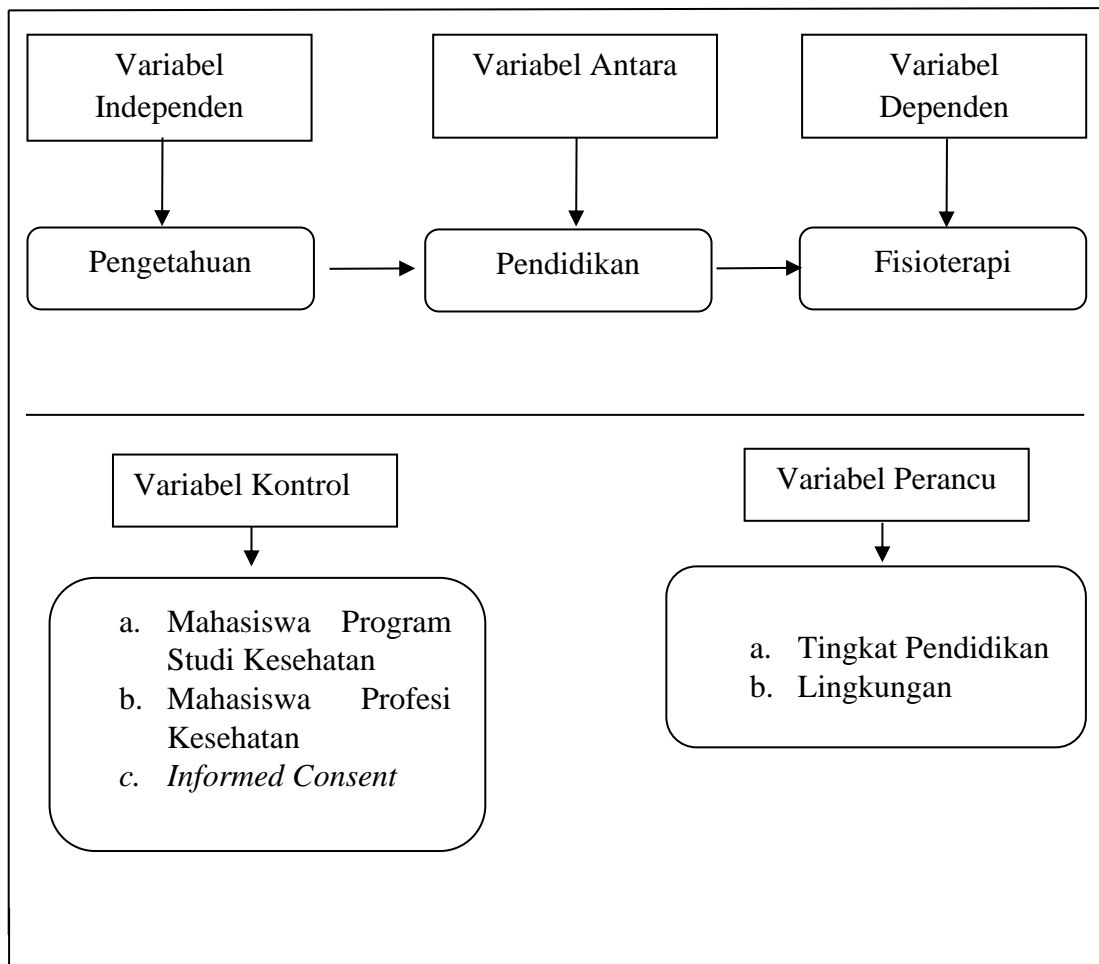 Variabel
Independen
Variabel Antara
Variabel
Dependen
Pengetahuan
Pendidikan
Fisioterapi
Variabel Kontrol
Variabel Perancu
a. Mahasiswa Program
Studi Kesehatan
b. Mahasiswa Profesi
Kesehatan
c. Informed Consent
a. Tingkat Pendidikan
b. Lingkungan